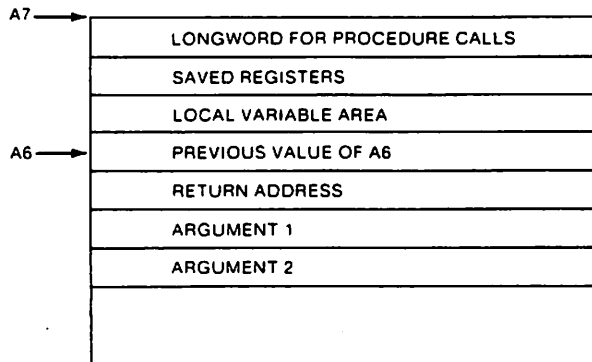 A7
LONGWORD FOR PROCEDURE CALLS
SAVED REGISTERS
LOCAL VARIABLE AREA
A6
PREVIOUS VALUE OF A6
RETURN ADDRESS
ARGUMENT 1
ARGUMENT 2